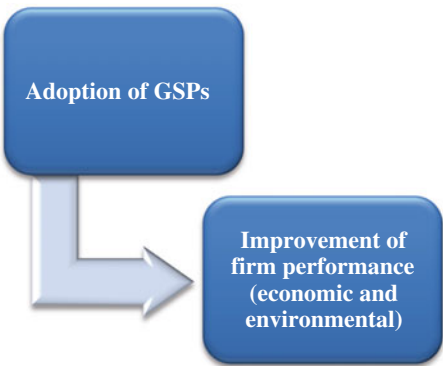 Adoption of GSPs
Improvement of
firm performance
(economic and
environmental)